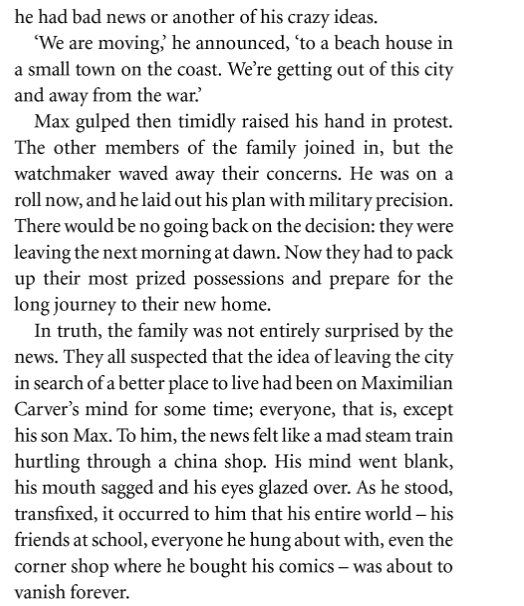 he had bad news or another of his crazy ideas.
‘We are moving,’ he announced, ‘to a beach house in
a small town on the coast. We’re getting out of this city
and away from the war.’
Max gulped then timidly raised his hand in protest.
The other members of the family joined in, but the
watchmaker waved away their concerns. He was on a
roll now, and he laid out his plan with military precision.
There would be no going back on the decision: they were
leaving the next morning at dawn. Now they had to pack
up their most prized possessions and prepare for the
long journey to their new home.
In truth, the family was not entirely surprised by the
news. They all suspected that the idea of leaving the city
in search of a better place to live had been on Maximilian
Carver’s mind for some time; everyone, that is, except
his son Max. To him, the news felt like a mad steam train
hurtling through a china shop. His mind went blank,
his mouth sagged and his eyes glazed over. As he stood,
transfixed, it occurred to him that his entire world – his
friends at school, everyone he hung about with, even the
corner shop where he bought his comics – was about to
vanish forever.